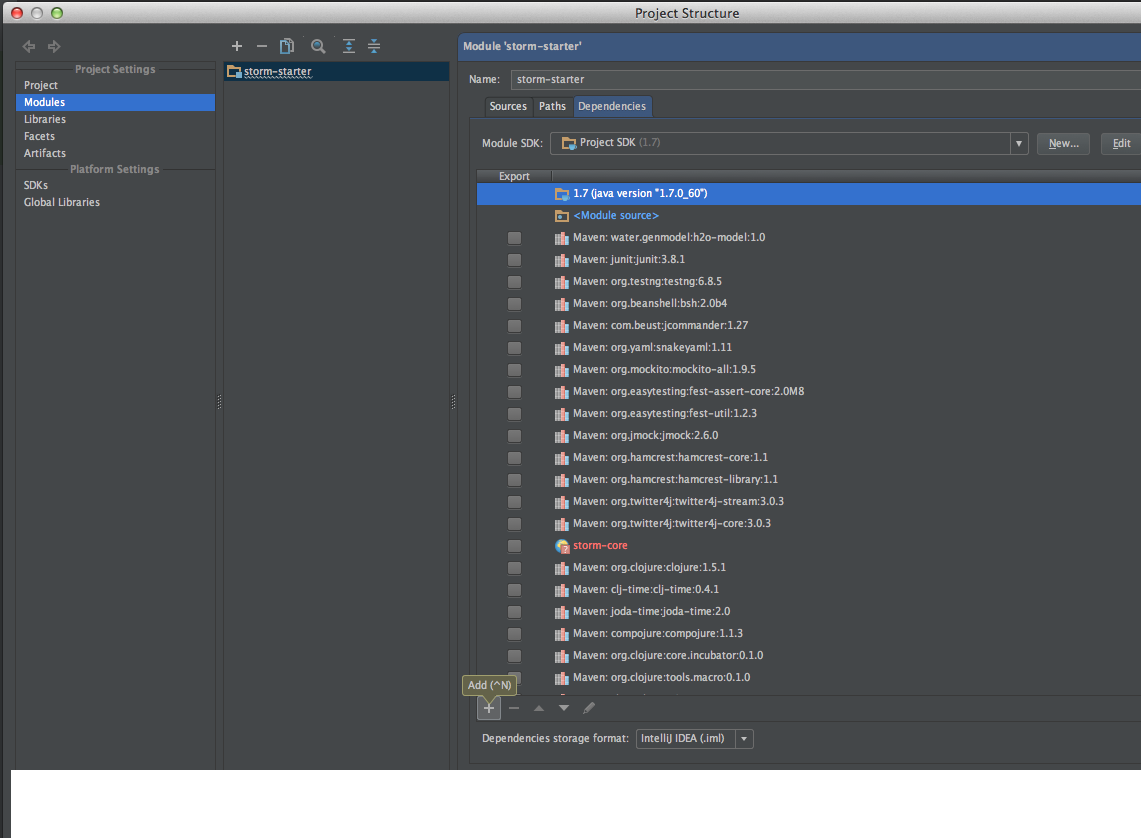 Project Structure
Project Settings
Project
Modules
Libraries
Facets
Artifacts
Platform Settings
SDKs
Global Libraries
storm-starter
Module 'storm-starter'
Name: storm-starter
Sources Paths Dependencies
Module SDK: Project SDK (1.7) New... Edit
Export
1.7 (java version "1.7.0_60")
<Module source>
Maven: water.genmodel:h2o-model:1.0
Maven: junit:junit:3.8.1
Maven: org.testng:testng:6.8.5
Maven: org.beanshell:bsh:2.0b4
Maven: com.beust:jcommander:1.27
Maven: org.yaml:snakeyaml:1.11
Maven: org.mockito:mockito-all:1.9.5
Maven: org.easytesting:fest-assert-core:2.0M8
Maven: org.easytesting:fest-util:1.2.3
Maven: org.jmock:jmock:2.6.0
Maven: org.hamcrest:hamcrest-core:1.1
Maven: org.hamcrest:hamcrest-library:1.1
Maven: org.twitter4j:twitter4j-stream:3.0.3
Maven: org.twitter4j:twitter4j-core:3.0.3
storm-core
Maven: org.clojure:clojure:1.5.1
Maven: clj-time:clj-time:0.4.1
Maven: joda-time:joda-time:2.0
Maven: compojure:compojure:1.1.3
Maven: org.clojure:core.incubator:0.1.0
Maven: org.clojure:tools.macro:0.1.0
Add (^N)
Dependencies storage format: IntelliJ IDEA (.iml)